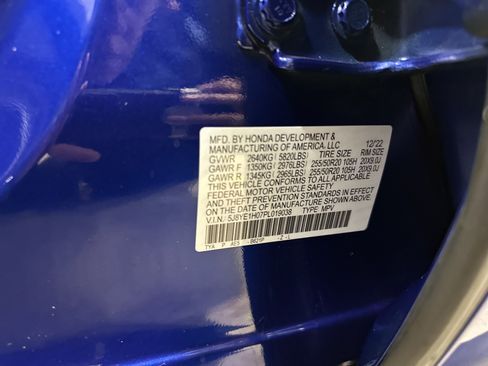 MFD. BY HONDA DEVELOPMENT &
MANUFACTURING OF AMERICA, LLC 12/22
GVWR 2640KG( 5820LBS) TIRE SIZE RIM SIZE
GAWR F 1350KG( 2976LBS) 255/50R20 105H 20X9.0J
GAWR R 1345KG( 2965LBS) 255/50R20 105H 20X9.0J
THIS VEHICLE CONFORMS TO ALL APPLICABLE
FEDERAL MOTOR VEHICLE SAFETY
AND THEFT PREVENTION STANDARDS IN EFFECT
ON THE DATE OF MANUFACTURE SHOWN ABOVE.
V.I.N.: 5J8YE1H07PL019038 TYPE: MPV
TYA P AE5 -Z-L